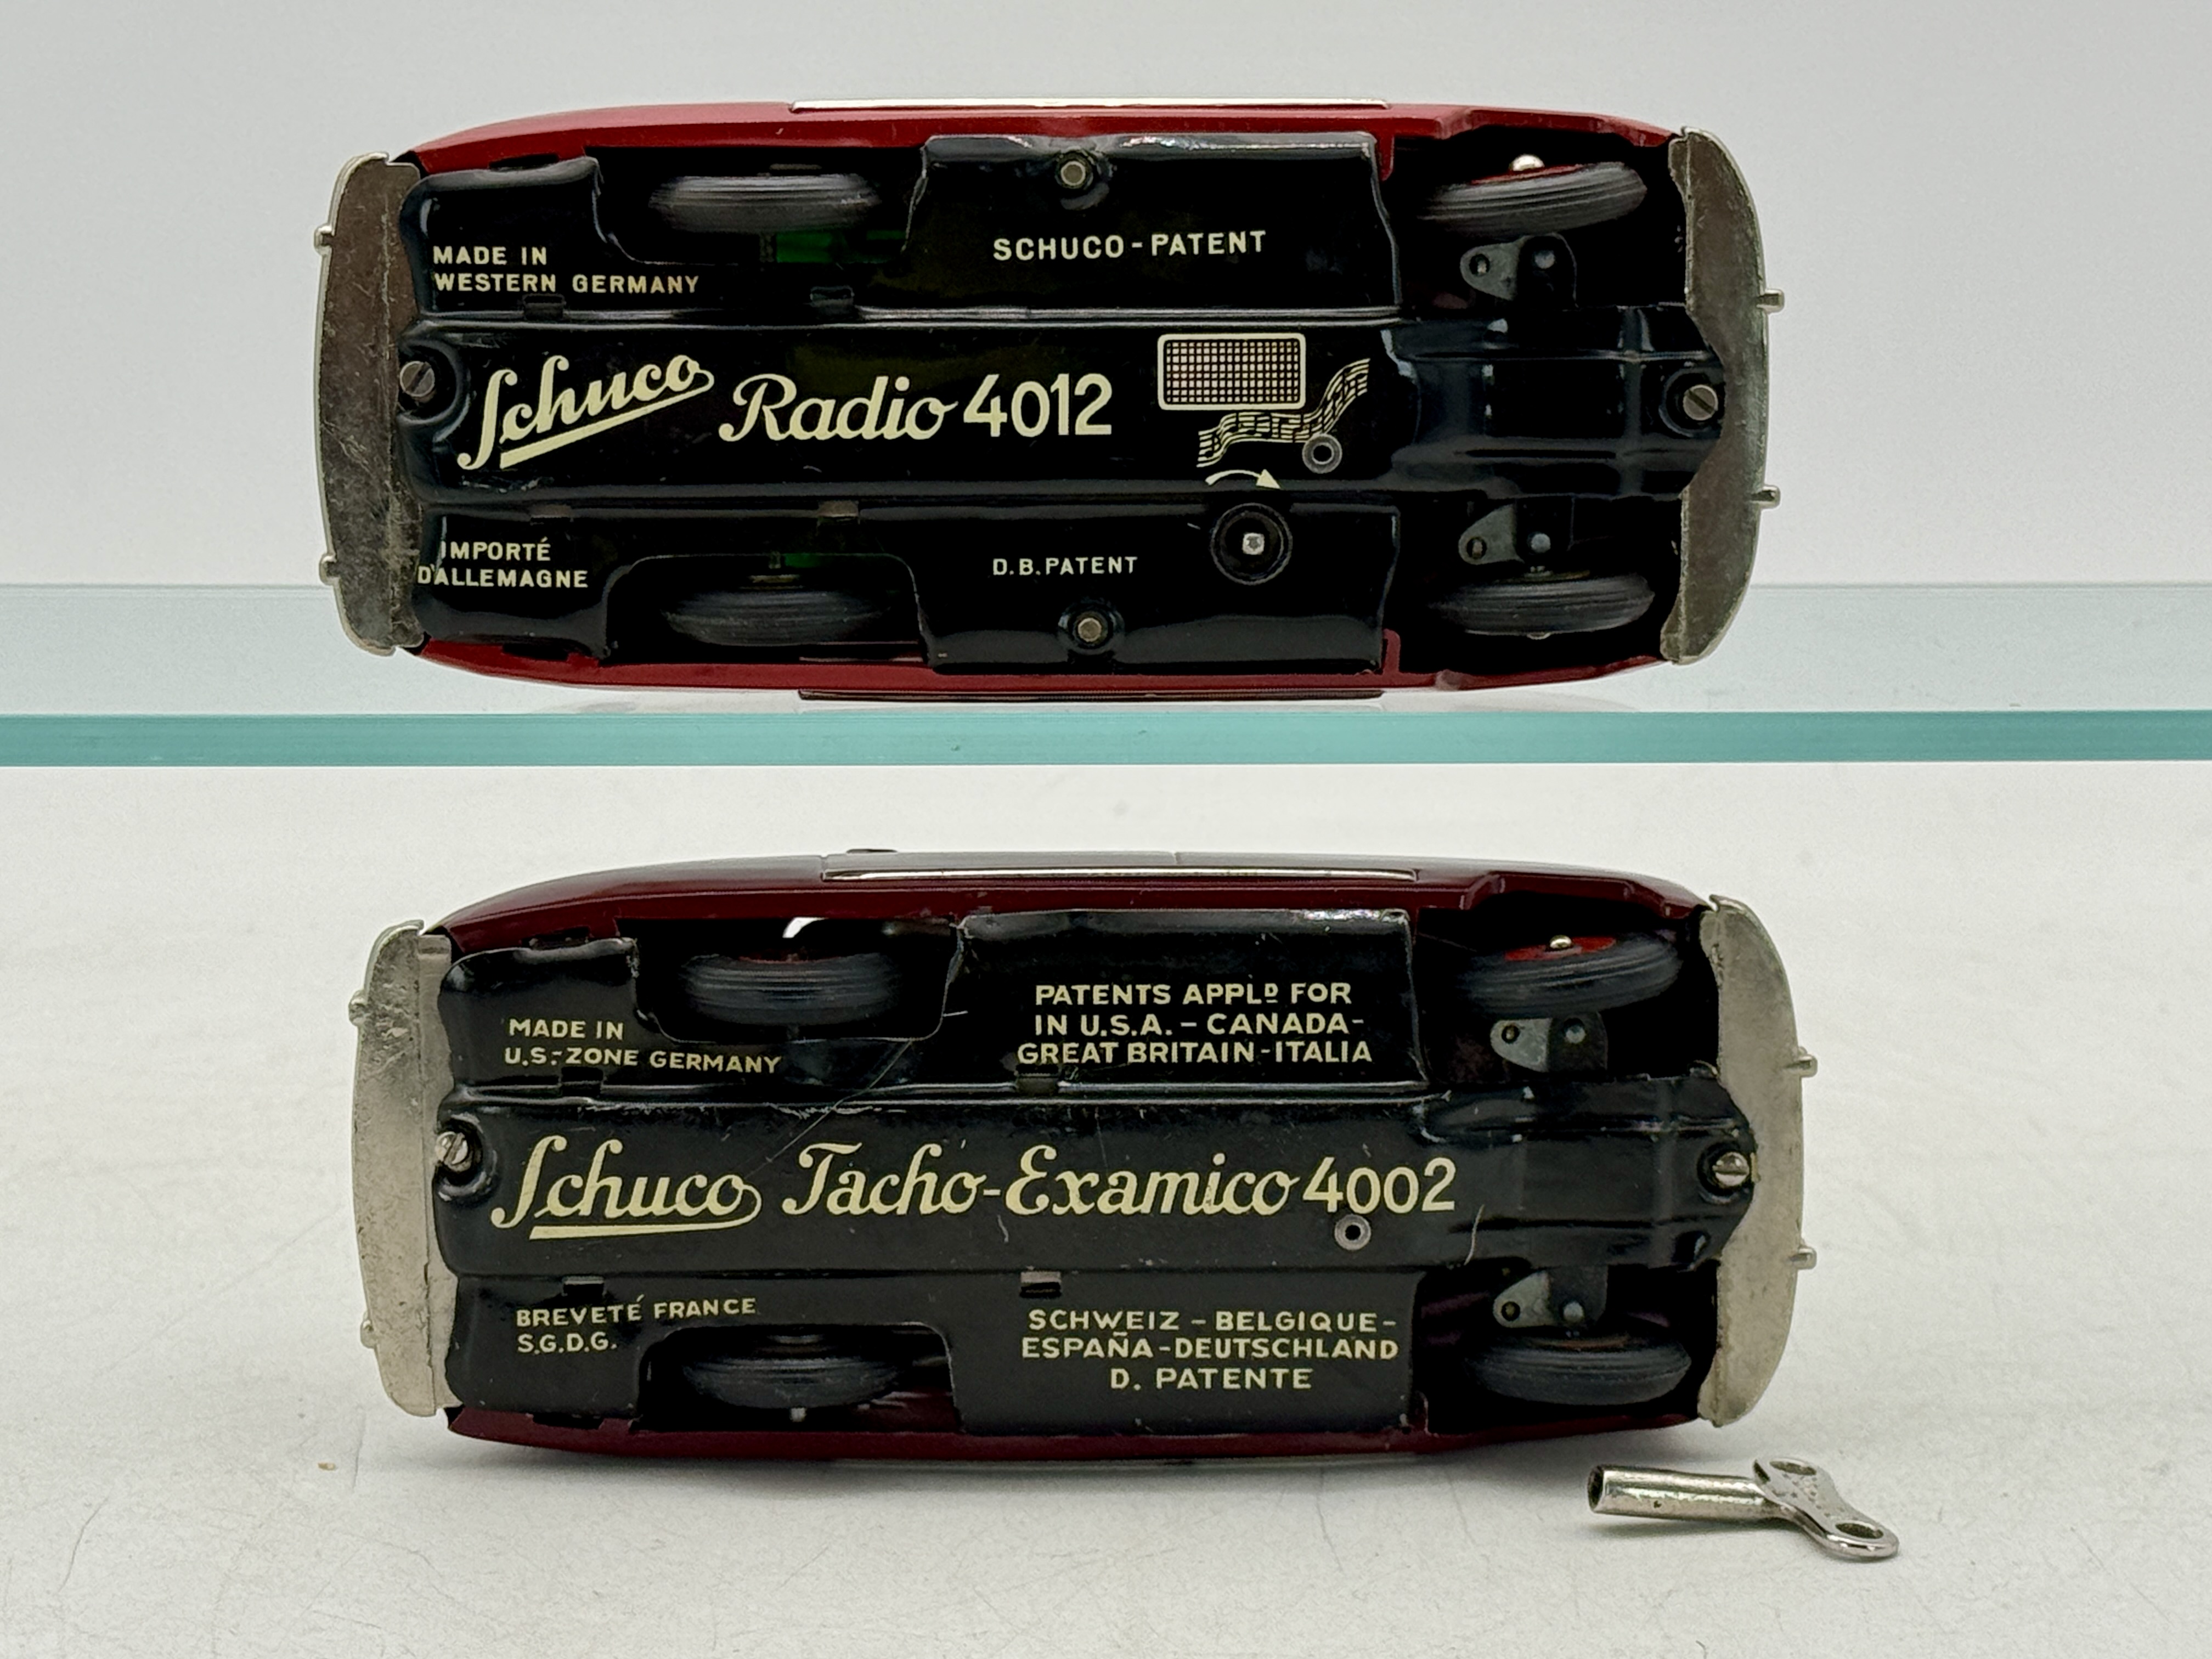 MADE IN
WESTERN GERMANY
SCHUCO - PATENT
Schuco Radio 4012
IMPORTÉ
D'ALLEMAGNE
D.B. PATENT
MADE IN
U.S.-ZONE GERMANY
PATENTS APPLD FOR
IN U.S.A. – CANADA-
GREAT BRITAIN-ITALIA
Schuco Tacho-Examico 4002
BREVETÉ FRANCE
S.G.D.G.
SCHWEIZ – BELGIQUE-
ESPAÑA-DEUTSCHLAND
D. PATENTE